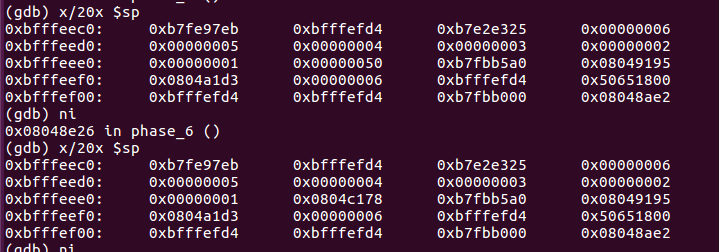 (gdb) x/20x $sp
0xbfffeec0: 0xb7fe97eb 0xbfffefd4 0xb7e2e325 0x00000006
0xbfffeed0: 0x00000005 0x00000004 0x00000003 0x00000002
0xbfffeee0: 0x00000001 0x00000050 0xb7fbb5a0 0x08049195
0xbfffeef0: 0x0804a1d3 0x00000006 0xbfffefd4 0x50651800
0xbfffef00: 0xbfffefd4 0xbfffefd4 0xb7fbb000 0x08048ae2
(gdb) ni
0x08048e26 in phase_6 ()
(gdb) x/20x $sp
0xbfffeec0: 0xb7fe97eb 0xbfffefd4 0xb7e2e325 0x00000006
0xbfffeed0: 0x00000005 0x00000004 0x00000003 0x00000002
0xbfffeee0: 0x00000001 0x0804c178 0xb7fbb5a0 0x08049195
0xbfffeef0: 0x0804a1d3 0x00000006 0xbfffefd4 0x50651800
0xbfffef00: 0xbfffefd4 0xbfffefd4 0xb7fbb000 0x08048ae2
(gdb) ni